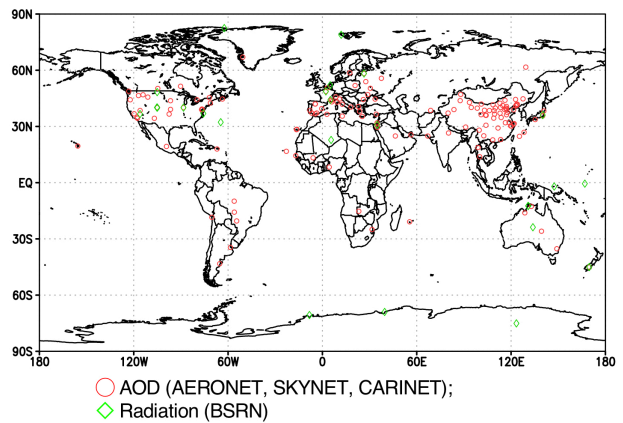 90N
60N
30N
EQ
30S
60S
90S
180 120W 60W 0 60E 120E 180
AOD (AERONET, SKYNET, CARINET);
Radiation (BSRN)